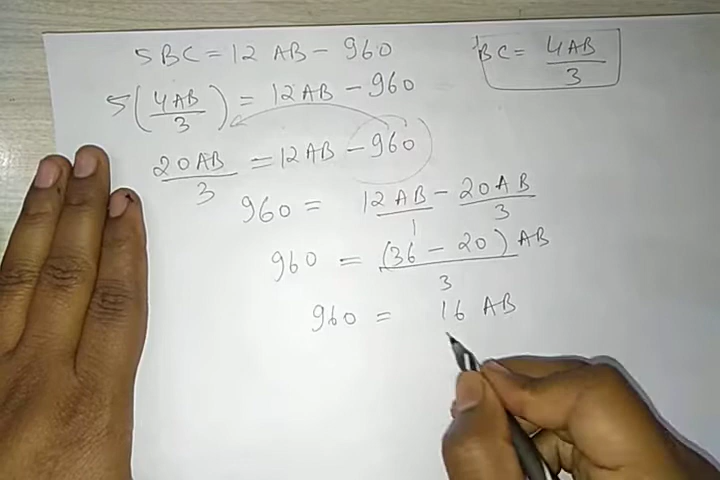 5BC = 12 AB - 960
BC = 4AB/3
5(4AB/3) = 12AB - 960
20AB/3 = 12AB - 960
960 = 12AB/1 - 20AB/3
960 = (36 - 20)AB/3
960 = 16 AB